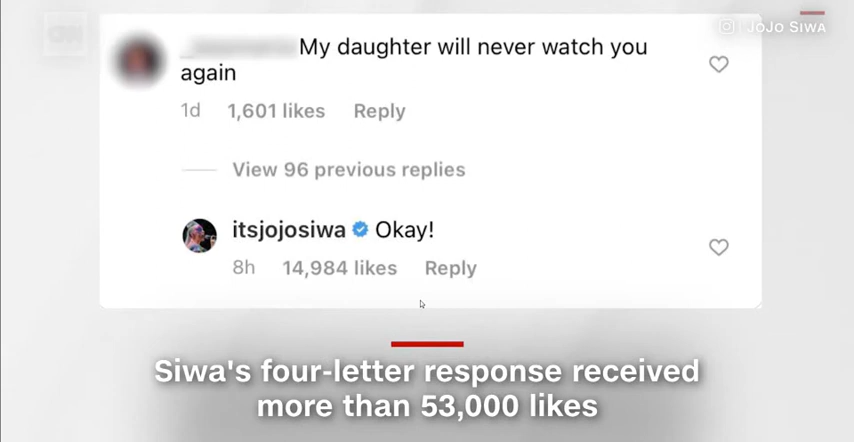 JoJo Siwa
My daughter will never watch you
again
1d 1,601 likes Reply
View 96 previous replies
itsjojosiwa Okay!
8h 14,984 likes Reply
Siwa's four-letter response received
more than 53,000 likes